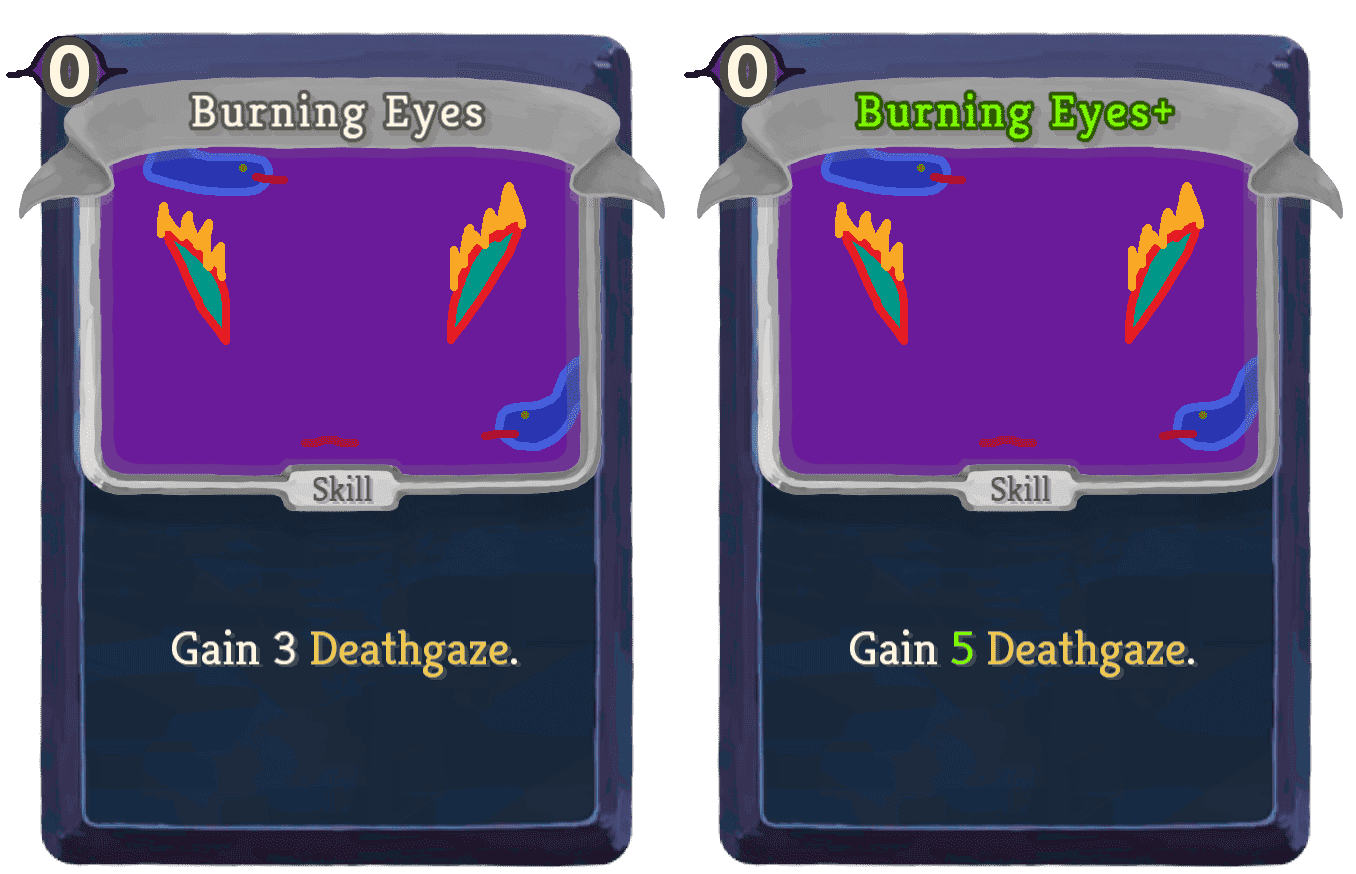 0
Burning Eyes
Skill
Gain 3 Deathgaze.
0
Burning Eyes+
Skill
Gain 5 Deathgaze.